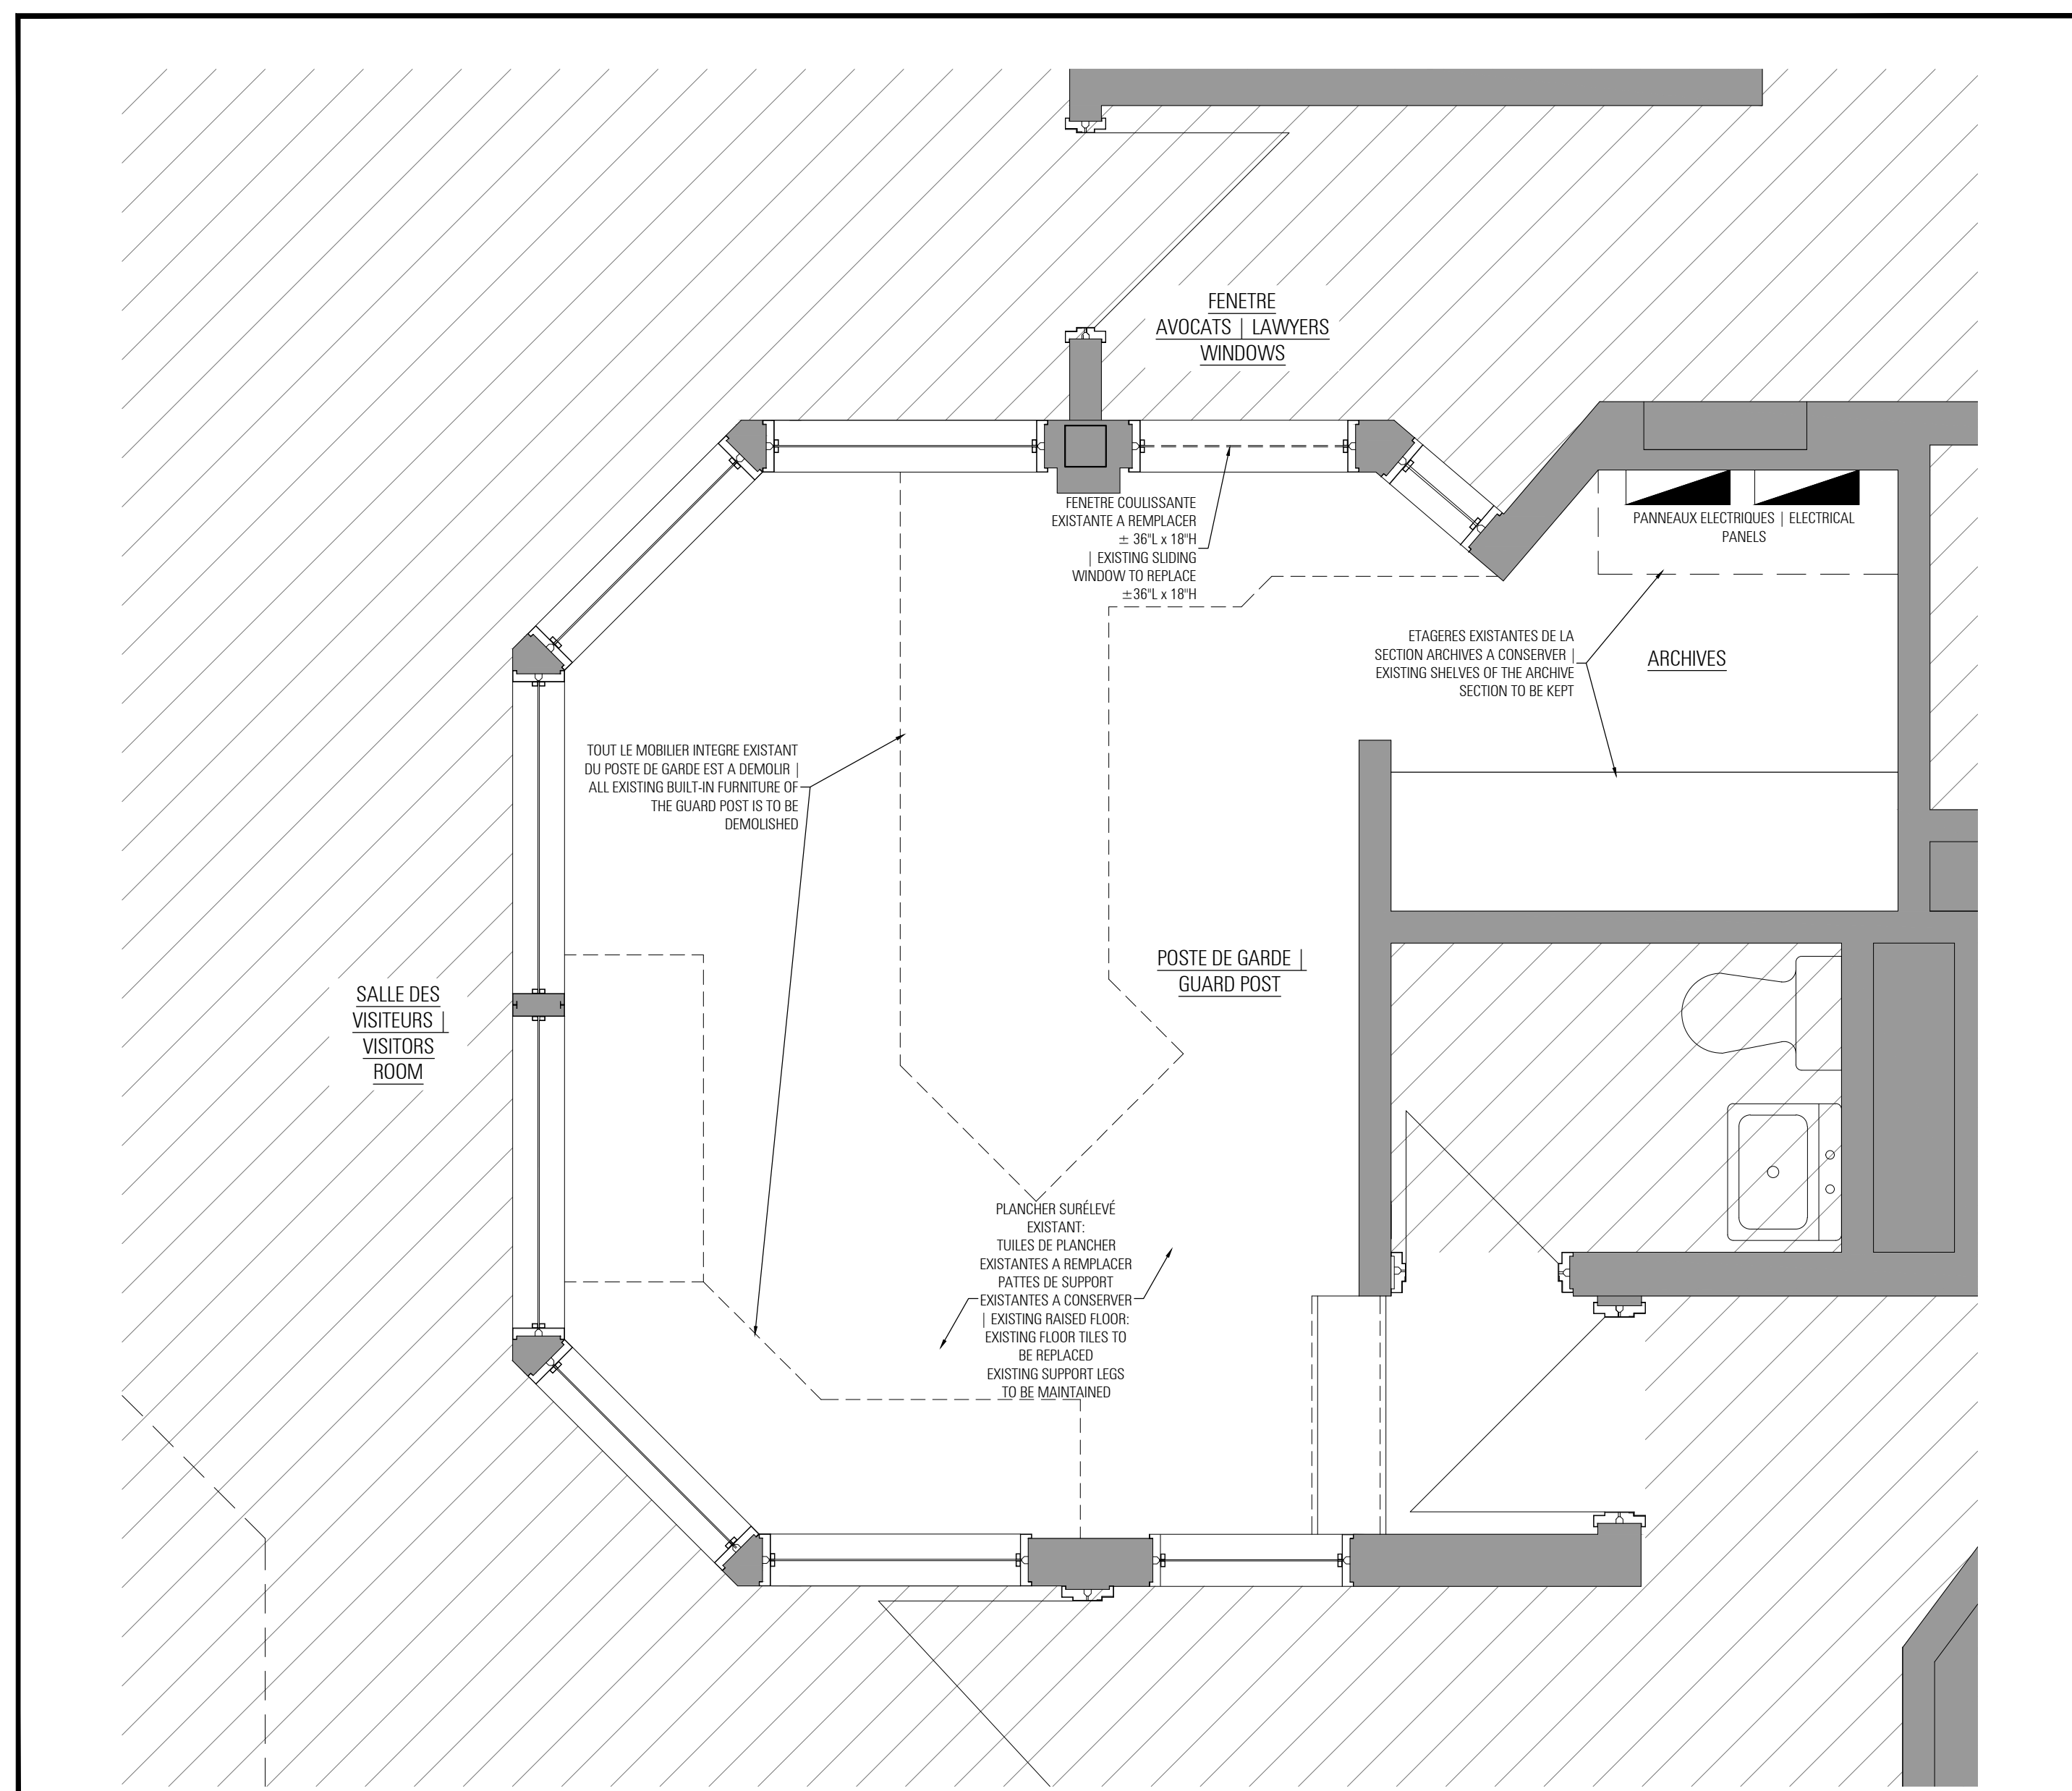 FENETRE
AVOCATS | LAWYERS
WINDOWS
FENETRE COULISSANTE
EXISTANTE A REMPLACER
± 36"L x 18"H
| EXISTING SLIDING
WINDOW TO REPLACE
±36"L x 18"H
PANNEAUX ELECTRIQUES | ELECTRICAL
PANELS
ETAGERES EXISTANTES DE LA
SECTION ARCHIVES A CONSERVER |
EXISTING SHELVES OF THE ARCHIVE
SECTION TO BE KEPT
ARCHIVES
TOUT LE MOBILIER INTEGRE EXISTANT
DU POSTE DE GARDE EST A DEMOLIR |
ALL EXISTING BUILT-IN FURNITURE OF
THE GUARD POST IS TO BE
DEMOLISHED
POSTE DE GARDE |
GUARD POST
SALLE DES
VISITEURS |
VISITORS
ROOM
PLANCHER SURÉLEVÉ
EXISTANT:
TUILES DE PLANCHER
EXISTANTES A REMPLACER
PATTES DE SUPPORT
EXISTANTES A CONSERVER
| EXISTING RAISED FLOOR:
EXISTING FLOOR TILES TO
BE REPLACED
EXISTING SUPPORT LEGS
TO BE MAINTAINED